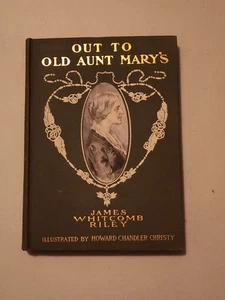 OUT TO
OLD AUNT MARY'S
JAMES
WHITCOMB
RILEY
ILLUSTRATED BY HOWARD CHANDLER CHRISTY